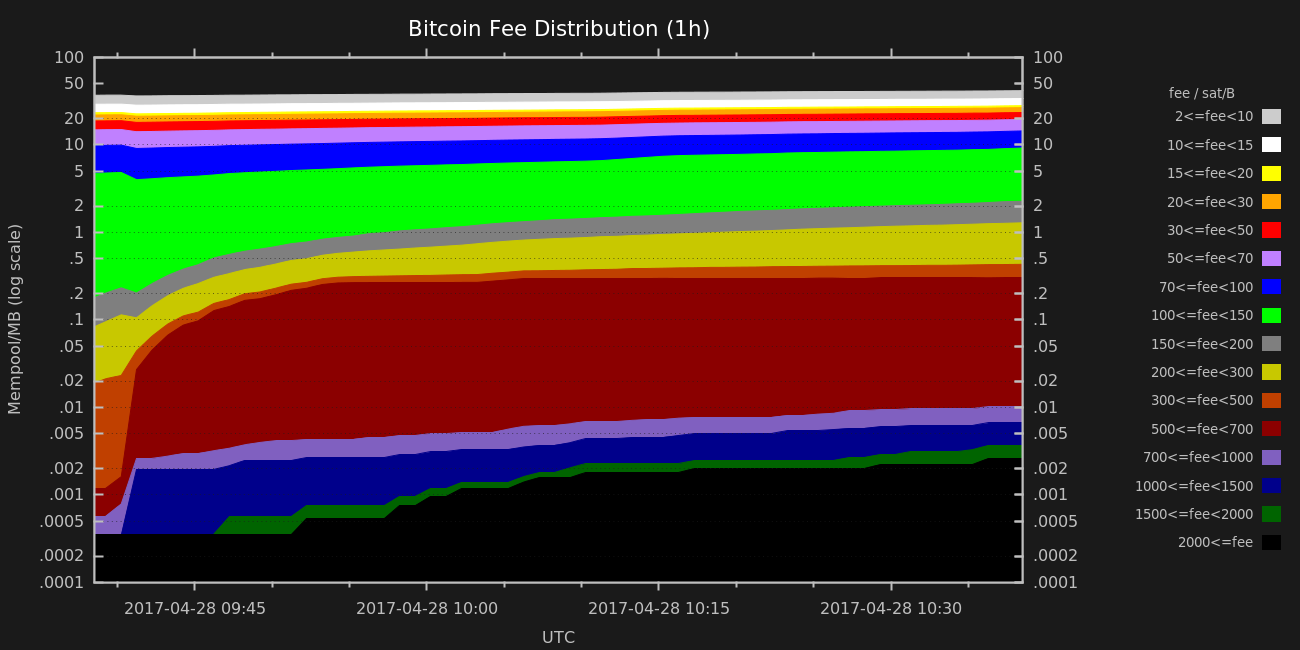 Bitcoin Fee Distribution (1h)
100 100
50 50
20 20
10 10
5 5
2 2
1 1
.5 .5
.2 .2
.1 .1
.05 .05
.02 .02
.01 .01
.005 .005
.002 .002
.001 .001
.0005 .0005
.0002 .0002
.0001 .0001
Mempool/MB (log scale)
2017-04-28 09:45 2017-04-28 10:00 2017-04-28 10:15 2017-04-28 10:30
UTC
fee / sat/B
2<=fee<10
10<=fee<15
15<=fee<20
20<=fee<30
30<=fee<50
50<=fee<70
70<=fee<100
100<=fee<150
150<=fee<200
200<=fee<300
300<=fee<500
500<=fee<700
700<=fee<1000
1000<=fee<1500
1500<=fee<2000
2000<=fee